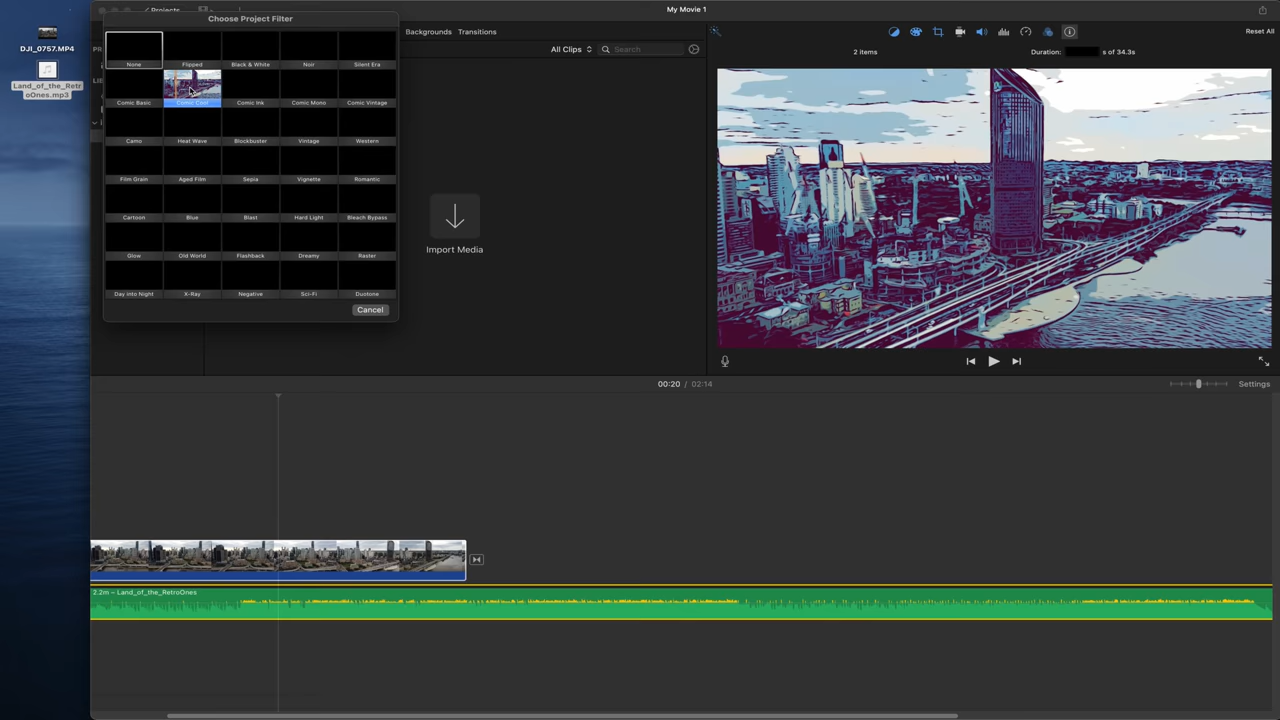 Projects
My Movie 1
Choose Project Filter
Backgrounds
Transitions
Reset All
DJI_0757.MP4
Land_of_the_Retr
oOnes.mp3
All Clips
Search
2 items
Duration:
s of 34.3s
None
Flipped
Black & White
Noir
Silent Era
Comic Basic
Comic Cool
Comic Ink
Comic Mono
Comic Vintage
Camo
Heat Wave
Blockbuster
Vintage
Western
Film Grain
Aged Film
Sepia
Vignette
Romantic
Cartoon
Blue
Blast
Hard Light
Bleach Bypass
Glow
Old World
Flashback
Dreamy
Raster
Day into Night
X-Ray
Negative
Sci-Fi
Duotone
Cancel
Import Media
00:20 / 02:14
Settings
2.2m – Land_of_the_RetroOnes